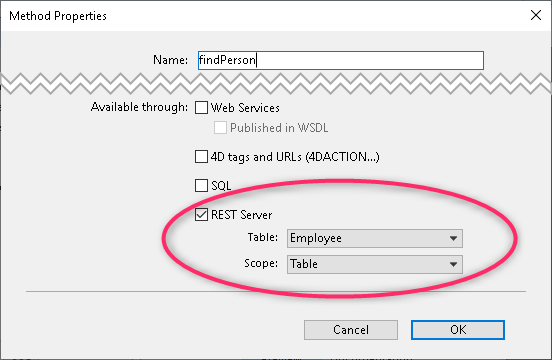 Method Properties
Name: findPerson
Available through: Web Services
Published in WSDL
4D tags and URLs (4DACTION...)
SQL
REST Server
Table: Employee
Scope: Table
Cancel OK